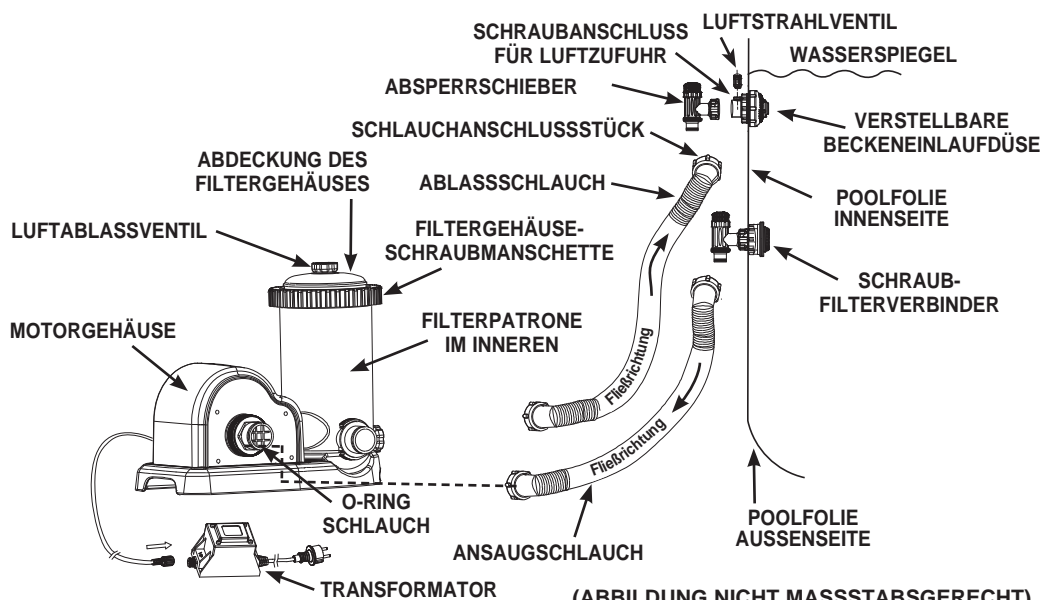 LUFTSTRAHLVENTIL
SCHRAUBANSCHLUSS
FÜR LUFTZUFUHR
WASSERSPIEGEL
ABSPERRSCHIEBER
VERSTELLBARE
BECKENEINLAUFDÜSE
SCHLAUCHANSCHLUSSSTÜCK
ABDECKUNG DES
FILTERGEHÄUSES
ABLASSSCHLAUCH
POOLFOLIE
INNENSEITE
LUFTABLASSVENTIL
FILTERGEHÄUSE-
SCHRAUBMANSCHETTE
SCHRAUB-
FILTERVERBINDER
MOTORGEHÄUSE
FILTERPATRONE
IM INNEREN
Fließrichtung
Fließrichtung
O-RING
SCHLAUCH
ANSAUGSCHLAUCH
POOLFOLIE
AUSSENSEITE
TRANSFORMATOR
(ABBILDUNG NICHT MASSSTABSGERECHT)